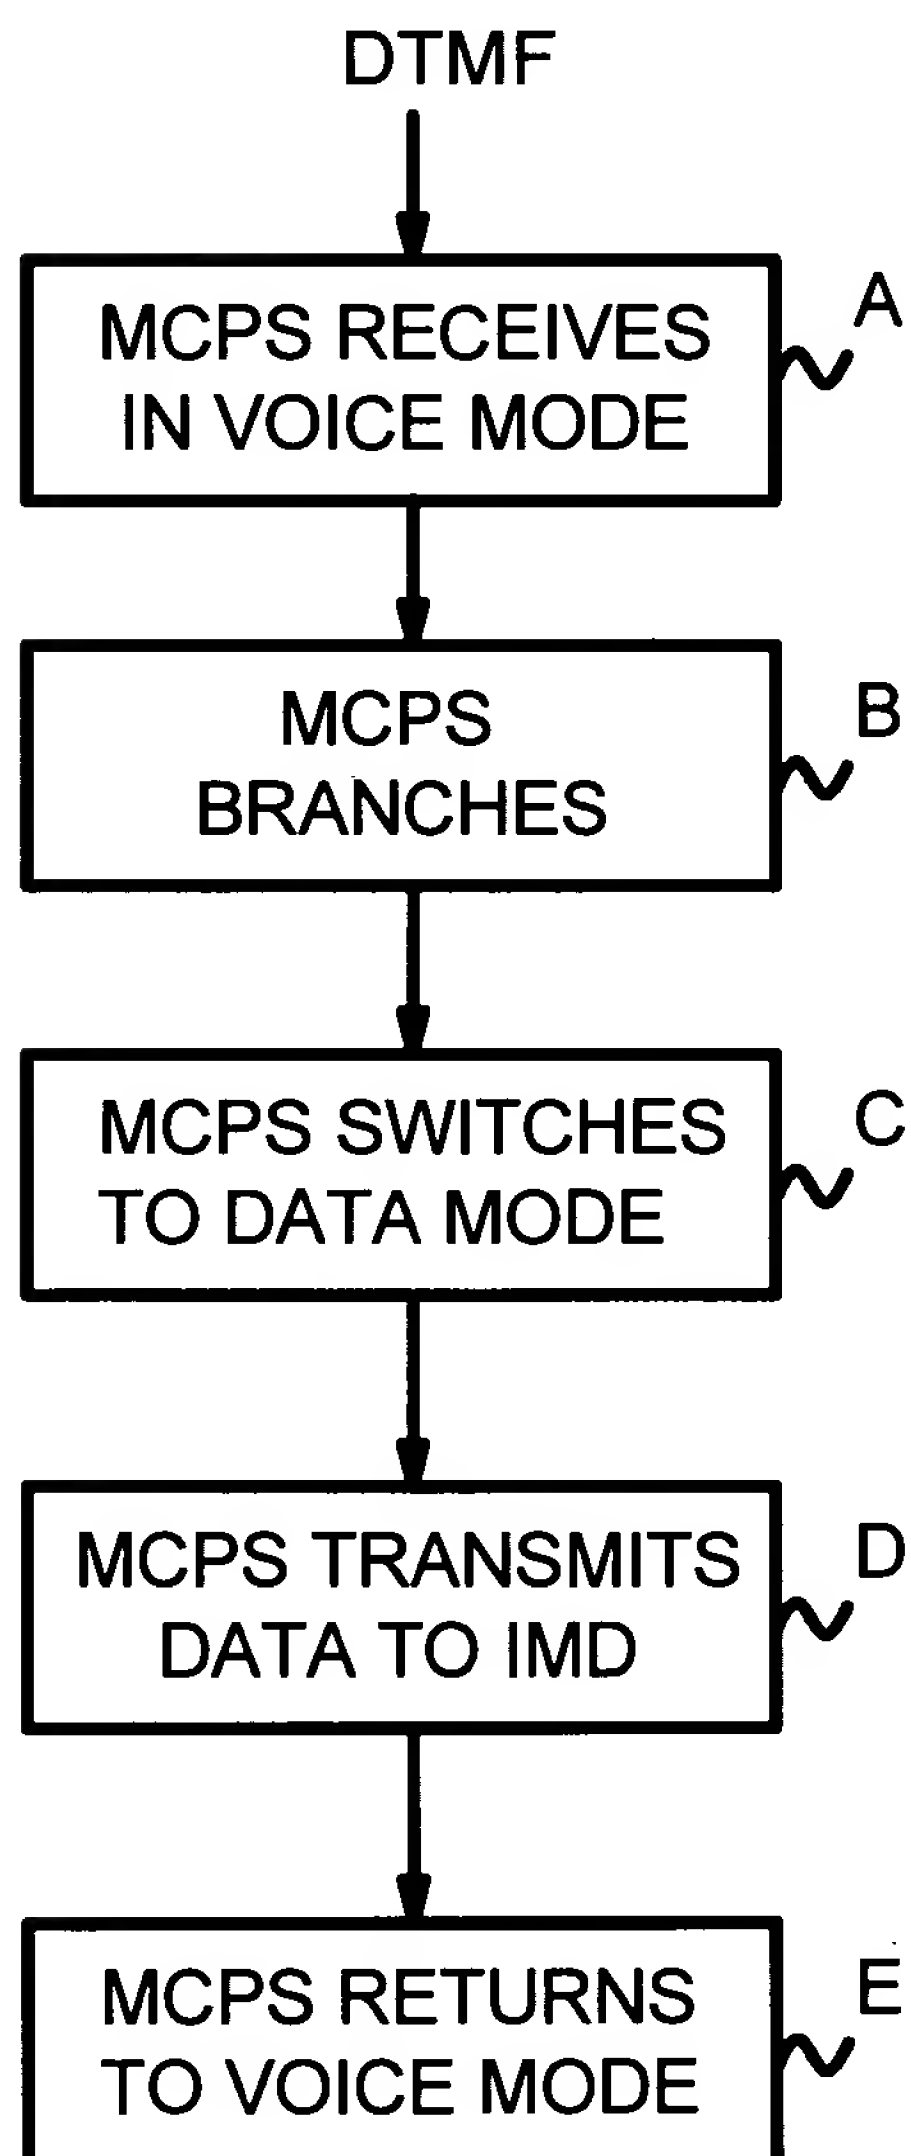 DTMF
MCPS RECEIVES
IN VOICE MODE
A
MCPS
BRANCHES
B
MCPS SWITCHES
TO DATA MODE
C
MCPS TRANSMITS
DATA TO IMD
D
MCPS RETURNS
TO VOICE MODE
E